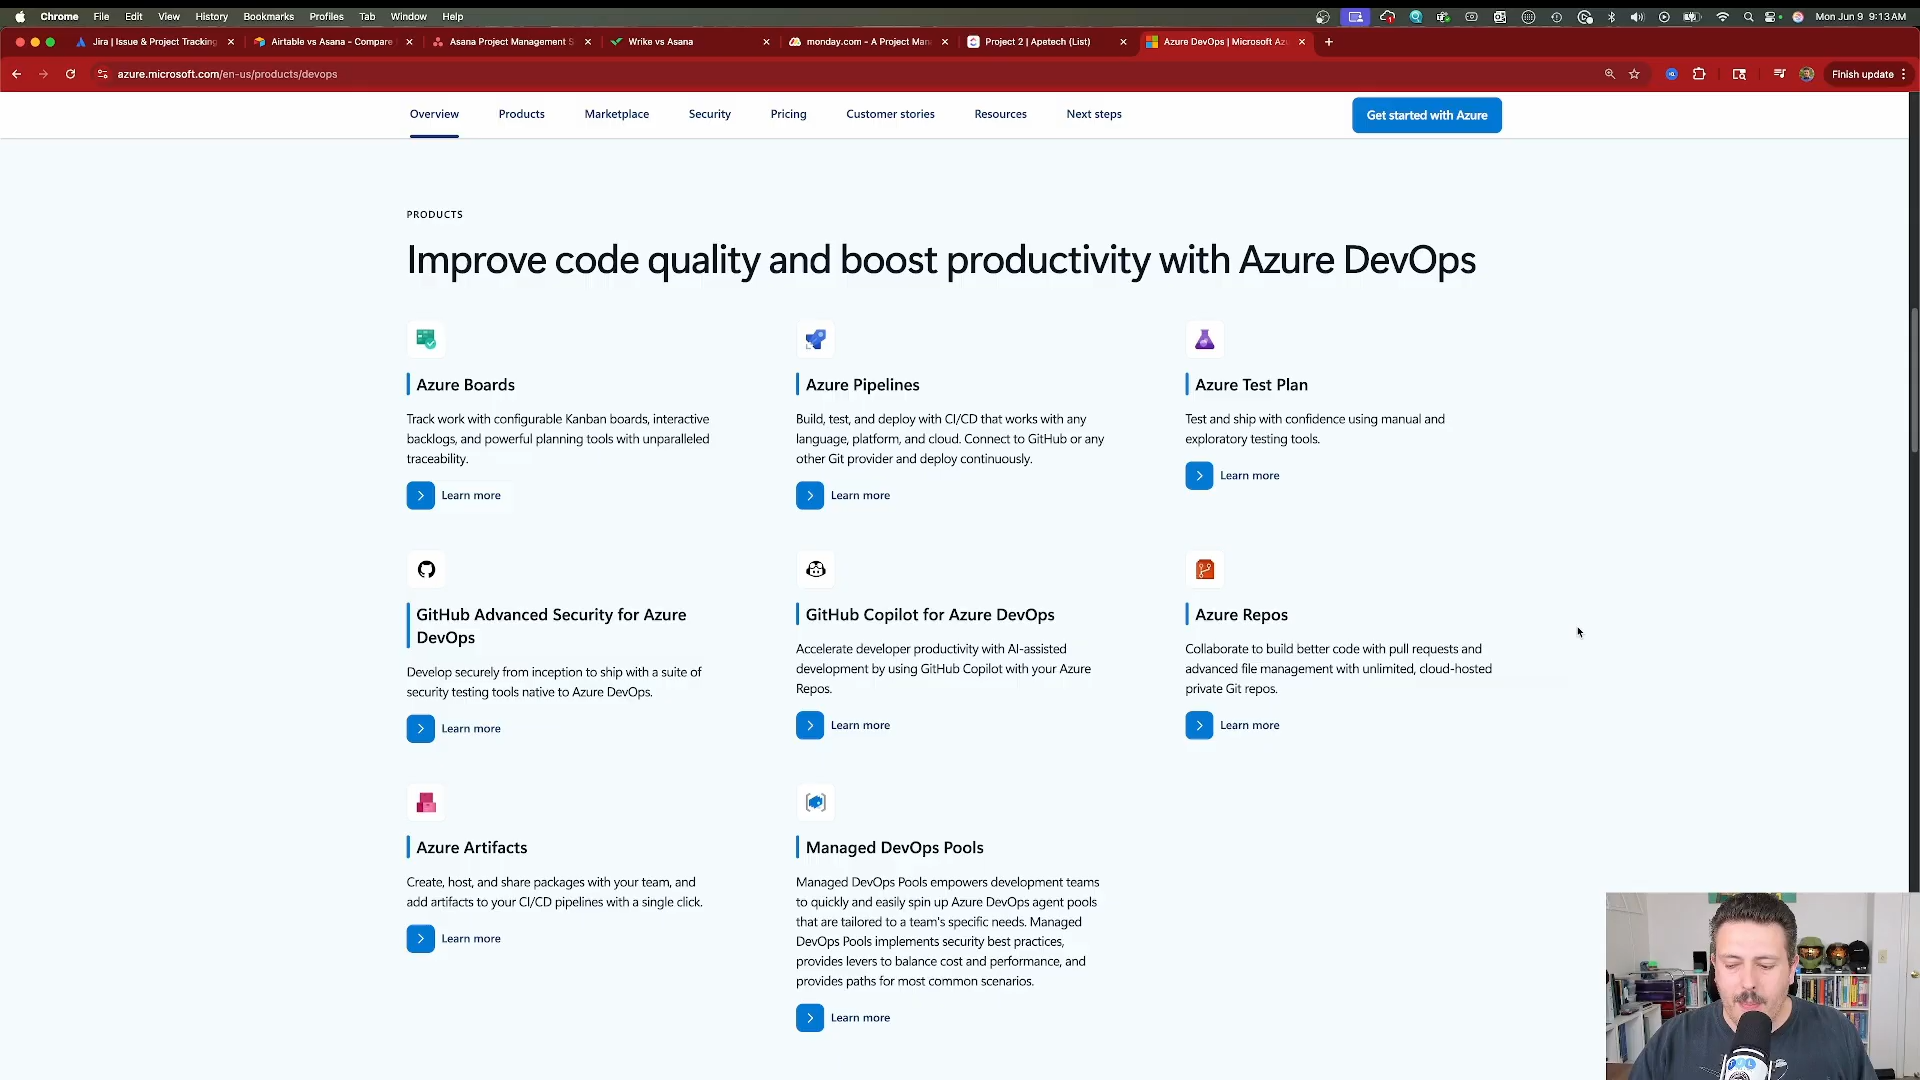 Chrome File Edit View History Bookmarks Profiles Tab Window Help Mon Jun 9 9:13 AM
Jira | Issue & Project Tracking Airtable vs Asana - Compare Asana Project Management S Wrike vs Asana monday.com - A Project Man Project 2 | Apetech (List) Azure DevOps | Microsoft Az
azure.microsoft.com/en-us/products/devops Finish update
Overview Products Marketplace Security Pricing Customer stories Resources Next steps Get started with Azure
PRODUCTS
Improve code quality and boost productivity with Azure DevOps
Azure Boards
Track work with configurable Kanban boards, interactive
backlogs, and powerful planning tools with unparalleled
traceability.
Learn more
Azure Pipelines
Build, test, and deploy with CI/CD that works with any
language, platform, and cloud. Connect to GitHub or any
other Git provider and deploy continuously.
Learn more
Azure Test Plan
Test and ship with confidence using manual and
exploratory testing tools.
Learn more
GitHub Advanced Security for Azure
DevOps
Develop securely from inception to ship with a suite of
security testing tools native to Azure DevOps.
Learn more
GitHub Copilot for Azure DevOps
Accelerate developer productivity with AI-assisted
development by using GitHub Copilot with your Azure
Repos.
Learn more
Azure Repos
Collaborate to build better code with pull requests and
advanced file management with unlimited, cloud-hosted
private Git repos.
Learn more
Azure Artifacts
Create, host, and share packages with your team, and
add artifacts to your CI/CD pipelines with a single click.
Learn more
Managed DevOps Pools
Managed DevOps Pools empowers development teams
to quickly and easily spin up Azure DevOps agent pools
that are tailored to a team's specific needs. Managed
DevOps Pools implements security best practices,
provides levers to balance cost and performance, and
provides paths for most common scenarios.
Learn more